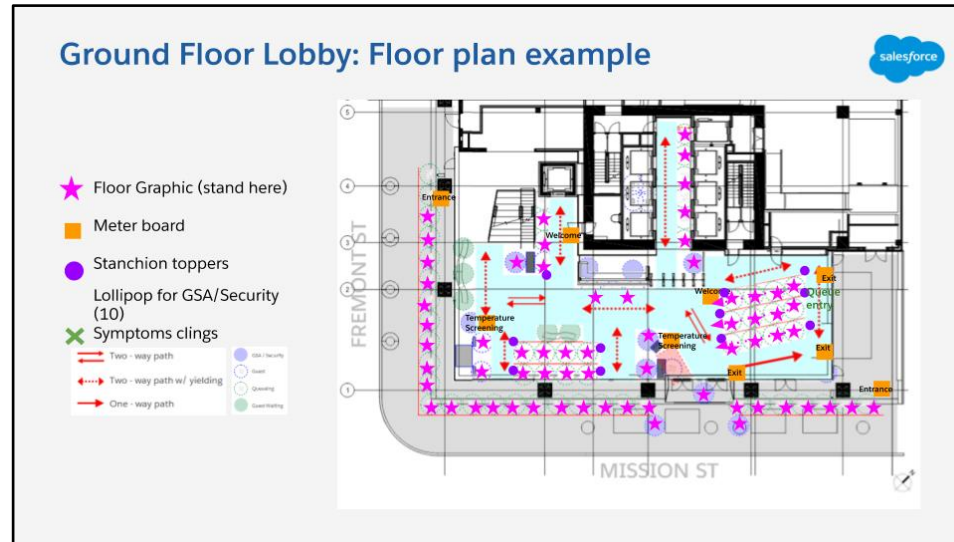 Ground Floor Lobby: Floor plan example
salesforce
Floor Graphic (stand here)
Meter board
Stanchion toppers
Lollipop for GSA/Security
(10)
Symptoms clings
Two - way path
Two - way path w/ yielding
One - way path
GSA / Security
Guest
Queuing
Guest Waiting
5
4
3
2
1
FREMONT ST
MISSION ST
Entrance
Welcome
Temperature
Screening
Temperature
Screening
Welcome
Exit
Queue
entry
Exit
Exit
Entrance